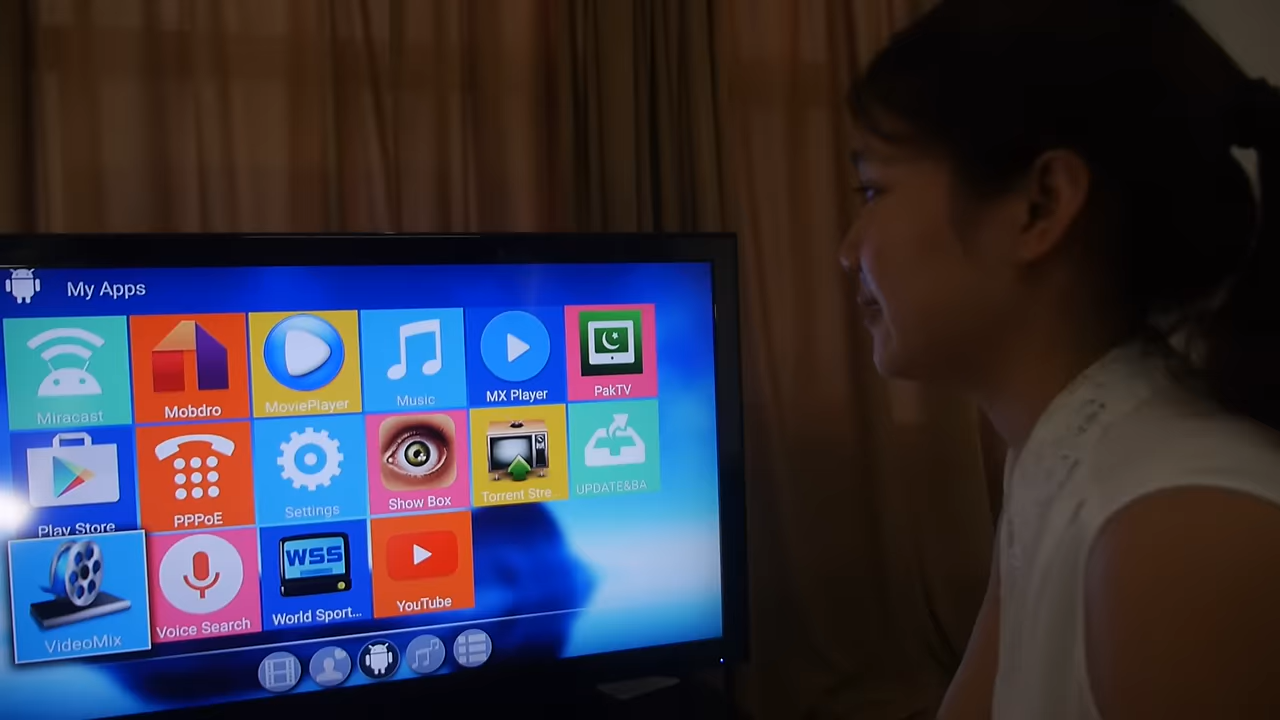 My Apps
Miracast
Mobdro
MoviePlayer
Music
MX Player
PakTV
Play Store
PPPoE
Settings
Show Box
Torrent Stre...
UPDATE&BA
VideoMix
Voice Search
WSS
World Sport...
YouTube